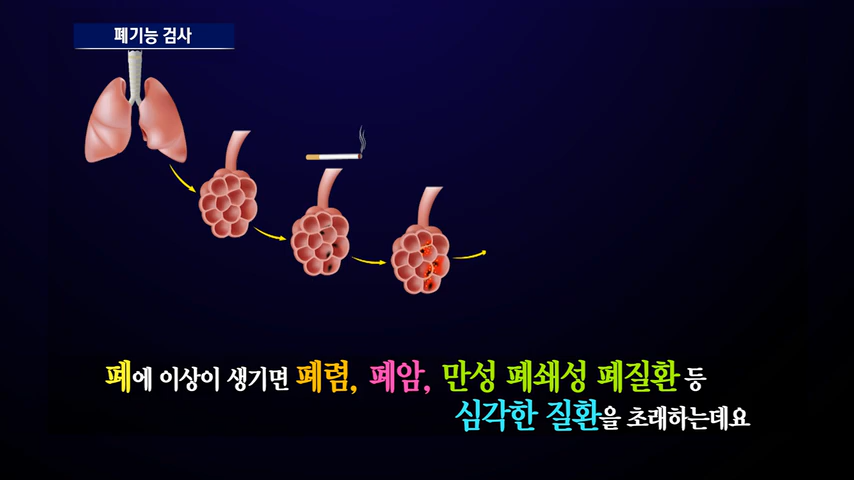 폐기능 검사
폐에 이상이 생기면 폐렴, 폐암, 만성 폐쇄성 폐질환 등
심각한 질환을 초래하는데요